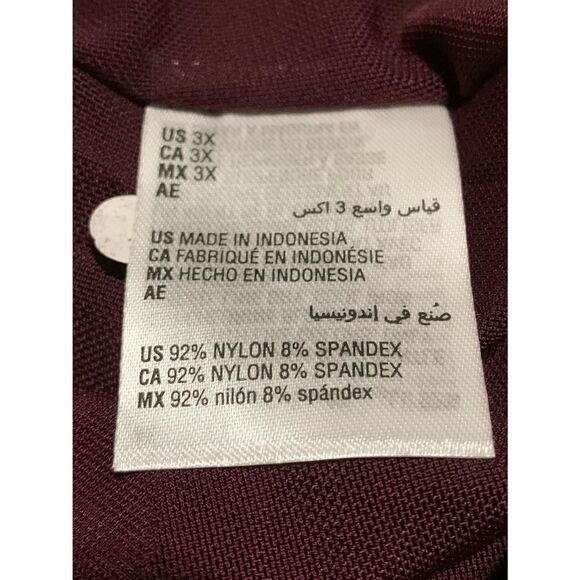 US 3X
CA 3X
MX 3X
AE
قياس واسع 3 اكس
US MADE IN INDONESIA
CA FABRIQUÉ EN INDONÉSIE
MX HECHO EN INDONESIA
AE
صُنع في إندونيسيا
US 92% NYLON 8% SPANDEX
CA 92% NYLON 8% SPANDEX
MX 92% nilón 8% spándex